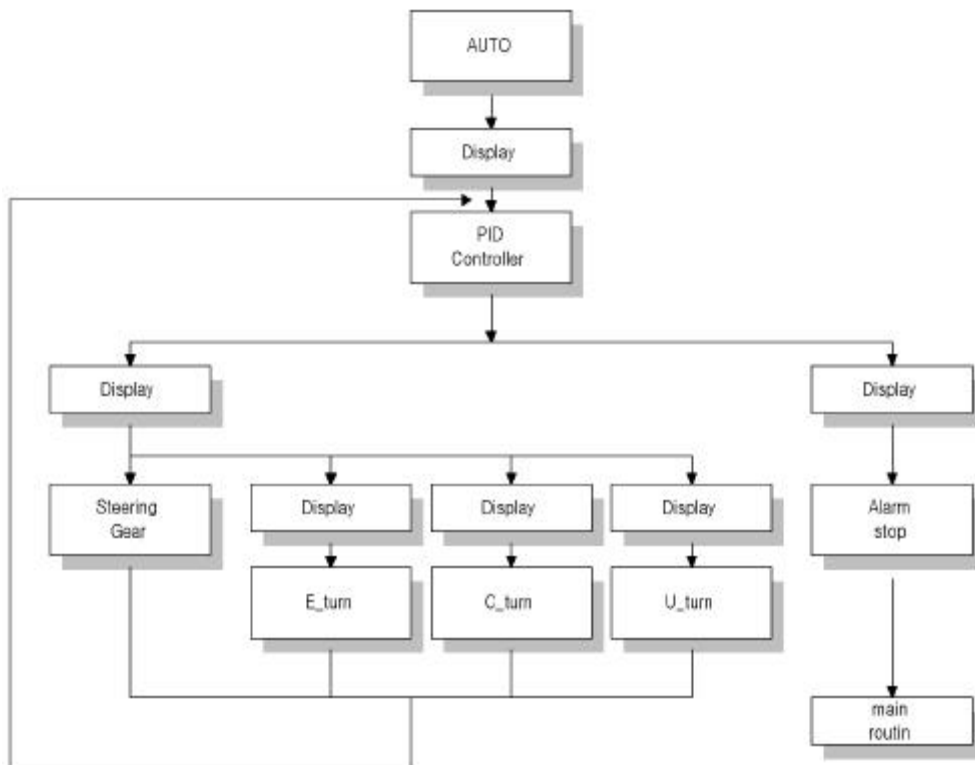 AUTO
Display
PID
Controller
Display
Display
Steering
Gear
Display
Display
Display
Alarm
stop
E_turn
C_turn
U_turn
main
routin